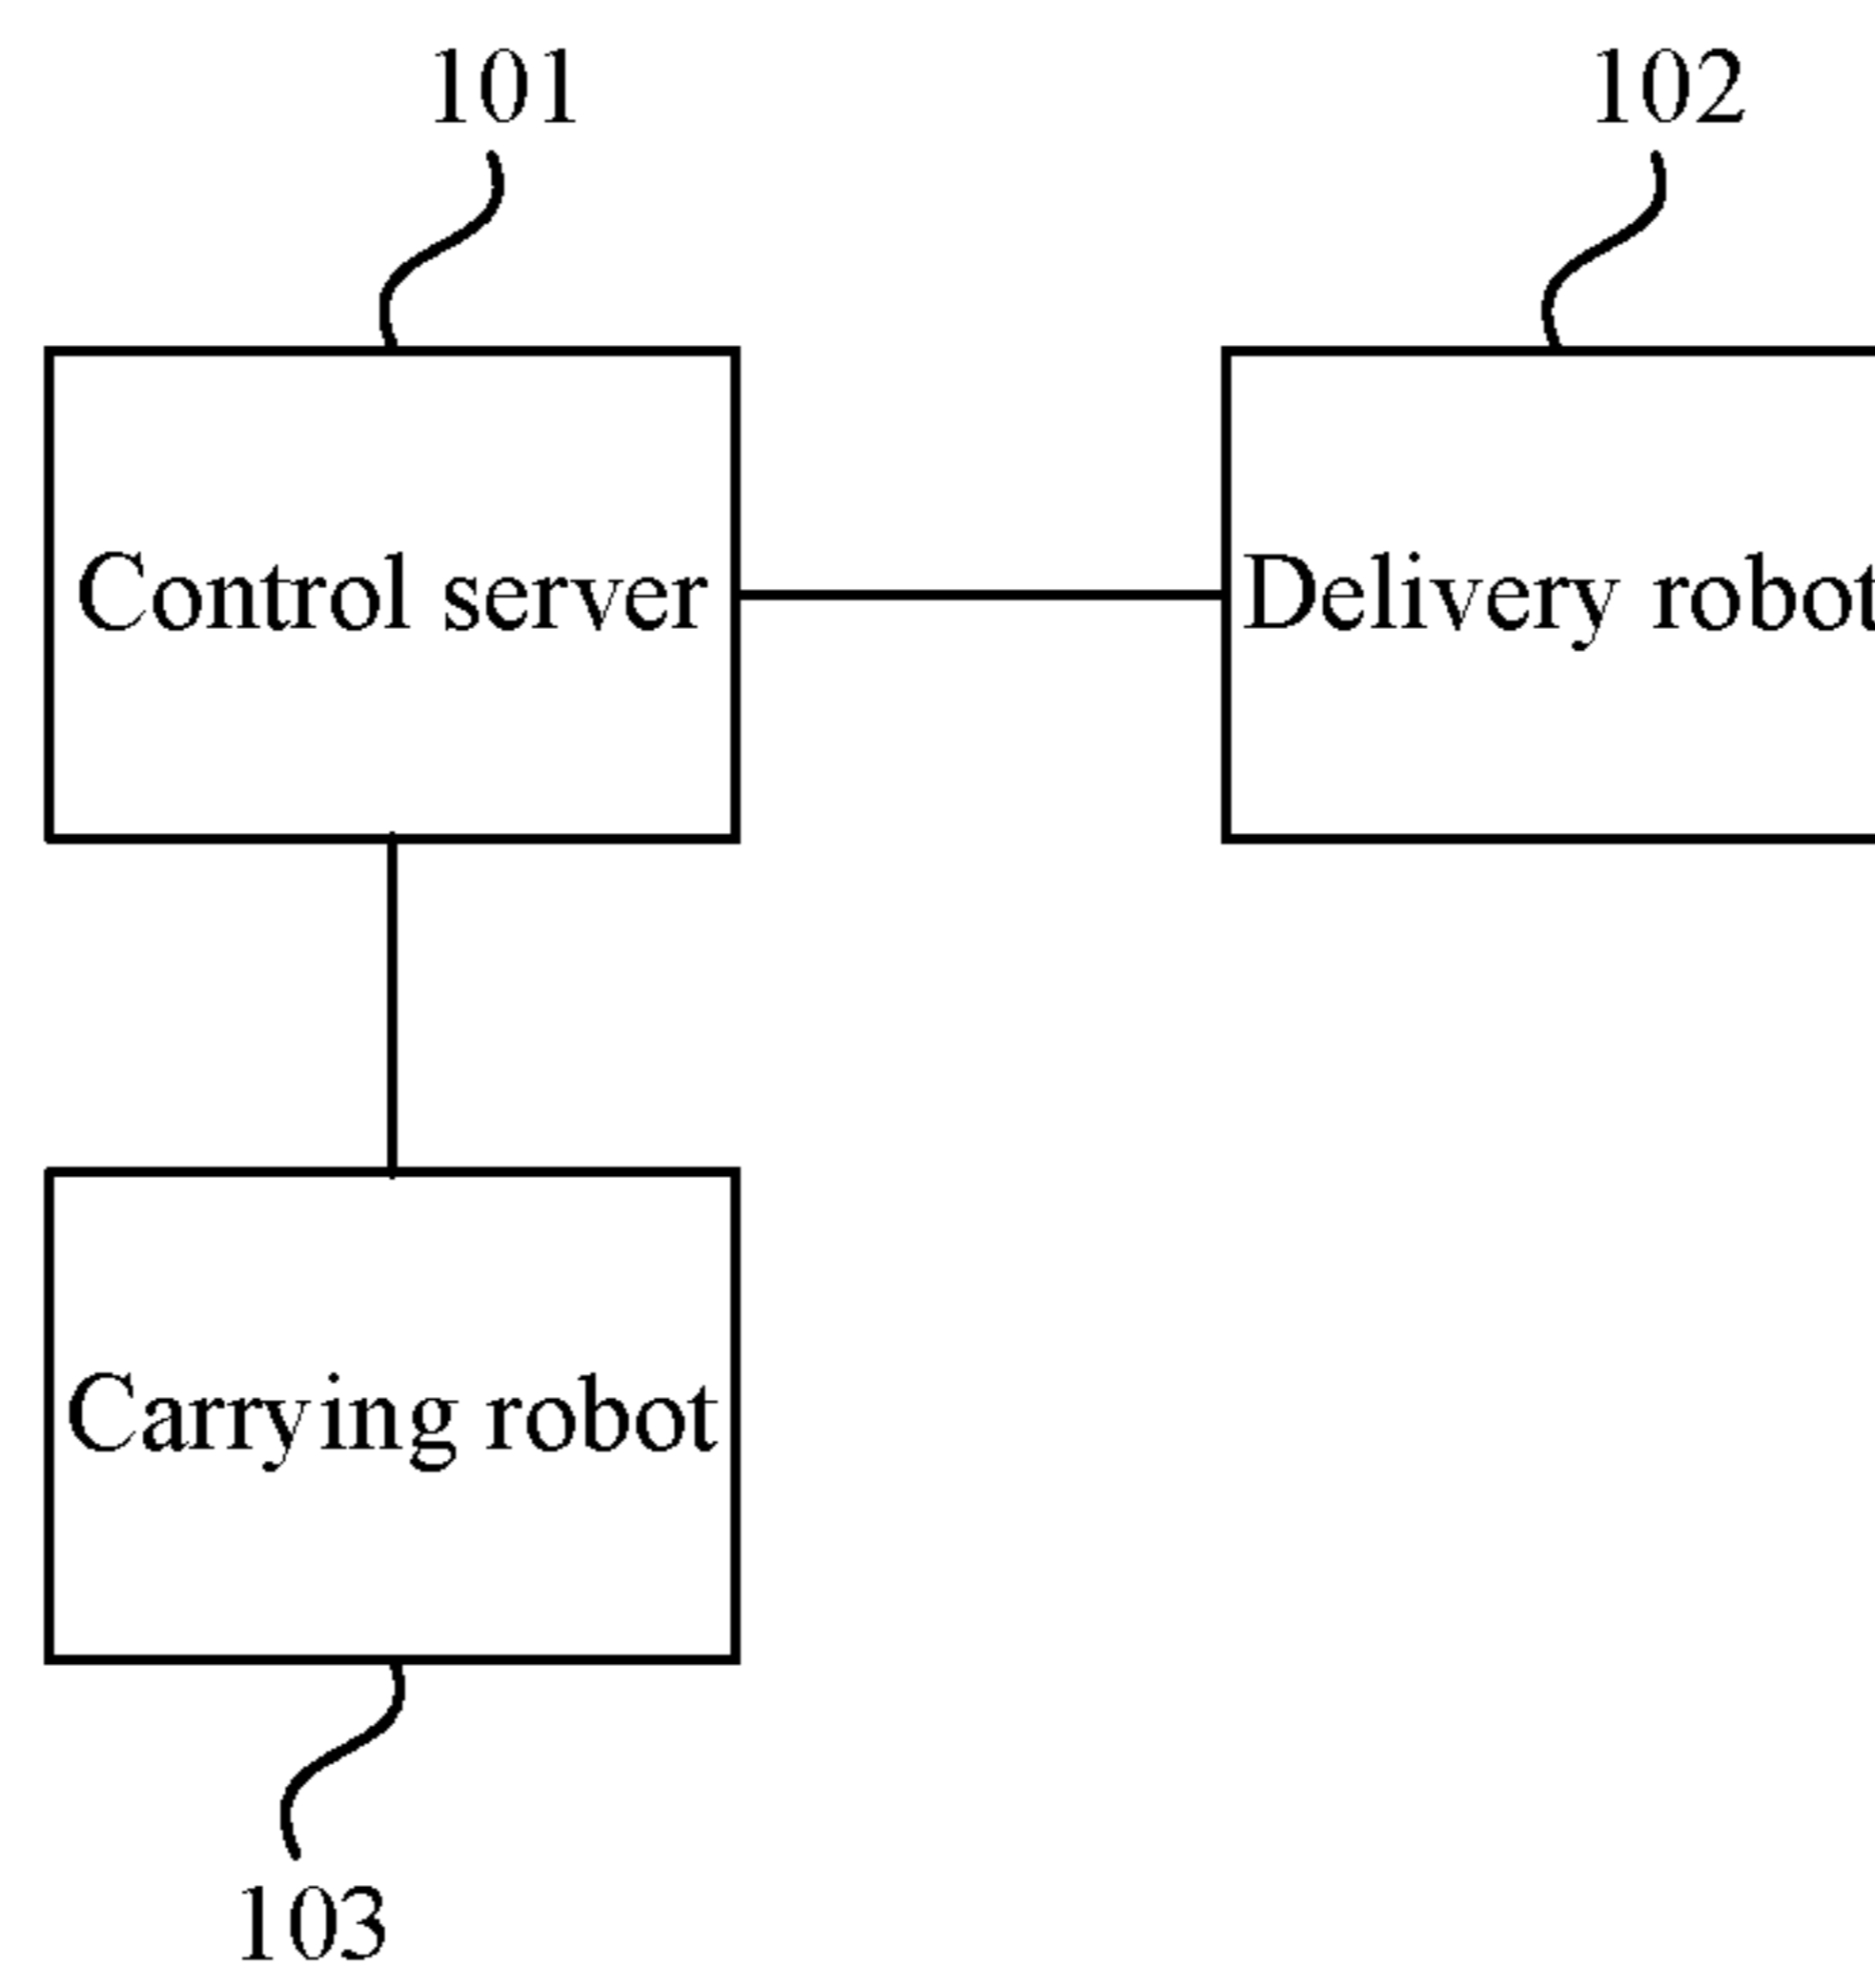 101
102
Control server
Delivery robot
Carrying robot
103